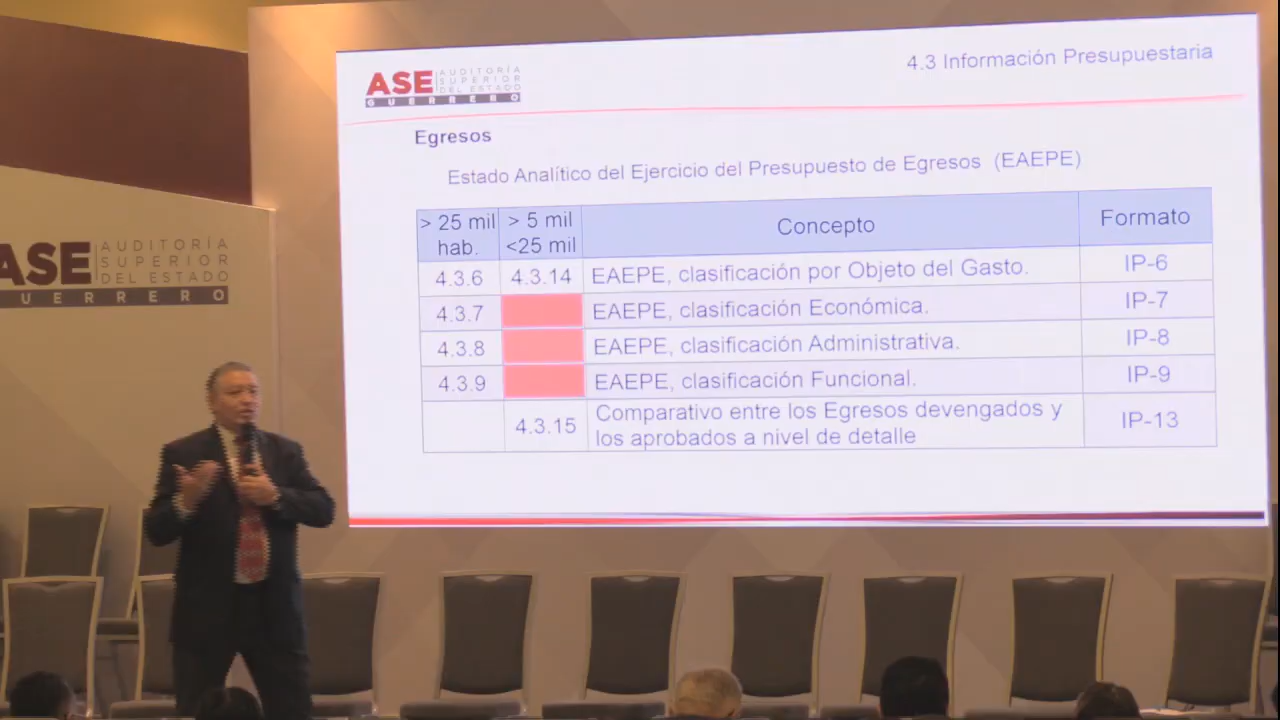 4.3 Información Presupuestaria
ASE AUDITORÍA
SUPERIOR
DEL ESTADO
GUERRERO
Egresos
Estado Analítico del Ejercicio del Presupuesto de Egresos (EAEPE)
> 25 mil hab. > 5 mil <25 mil Concepto Formato
4.3.6 4.3.14 EAEPE, clasificación por Objeto del Gasto. IP-6
4.3.7 EAEPE, clasificación Económica. IP-7
4.3.8 EAEPE, clasificación Administrativa. IP-8
4.3.9 EAEPE, clasificación Funcional. IP-9
4.3.15 Comparativo entre los Egresos devengados y
los aprobados a nivel de detalle IP-13
ASE AUDITORÍA
SUPERIOR
DEL ESTADO
GUERRERO